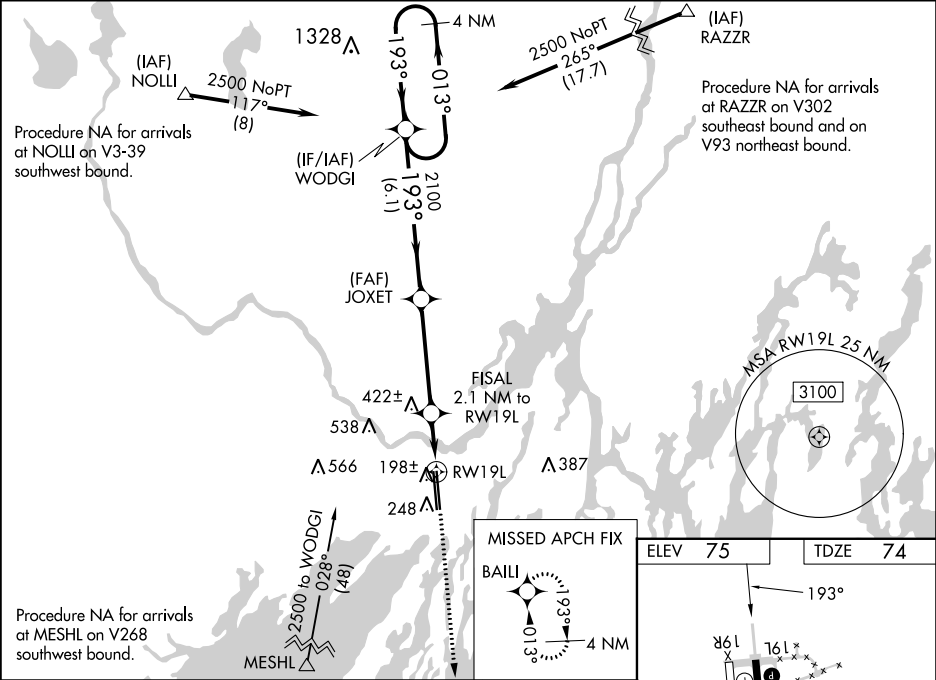 1328
4 NM
193°
013°
(IAF)
NOLLI
2500 NoPT
117°
(8)
Procedure NA for arrivals
at NOLLI on V3-39
southwest bound.
2500 NoPT
265°
(17.7)
(IAF)
RAZZR
Procedure NA for arrivals
at RAZZR on V302
southeast bound and on
V93 northeast bound.
(IF/IAF)
WODGI
2100
193°
(6.1)
(FAF)
JOXET
FISAL
2.1 NM to
RW19L
422±
538
566
198±
RW19L
387
248
MSA RW19L 25 NM
3100
2500 to WODGI
028°
(48)
MESHL
Procedure NA for arrivals
at MESHL on V268
southwest bound.
MISSED APCH FIX
BAILI
193°
013°
4 NM
ELEV 75
TDZE 74
193°
19R
19L
P